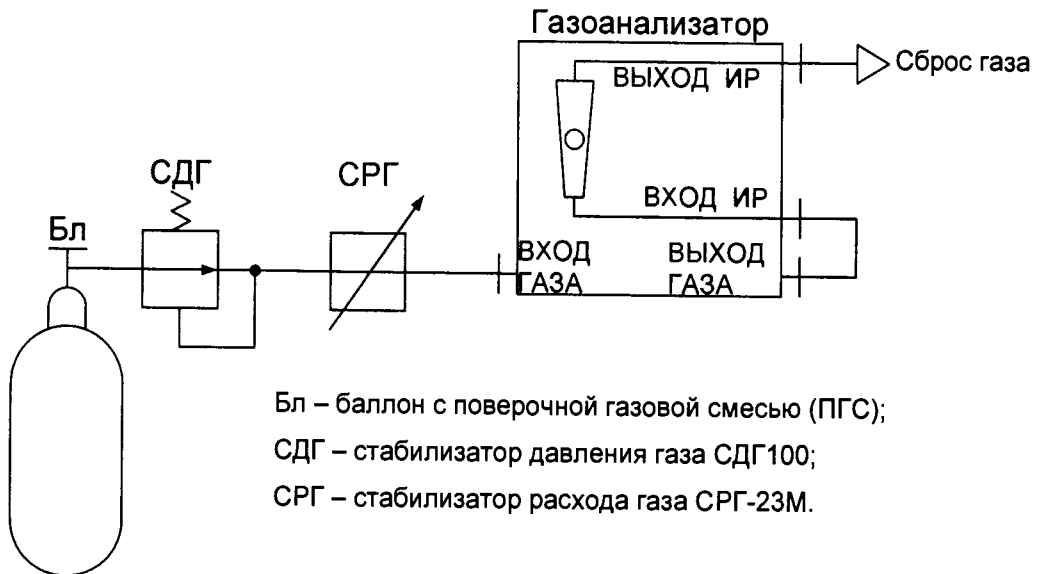 Газоанализатор
ВЫХОД ИР
Сброс газа
СДГ
СРГ
Бл
ВХОД ИР
ВХОД ГАЗА
ВЫХОД ГАЗА
Бл – баллон с поверочной газовой смесью (ПГС);
СДГ – стабилизатор давления газа СДГ100;
СРГ – стабилизатор расхода газа СРГ-23М.